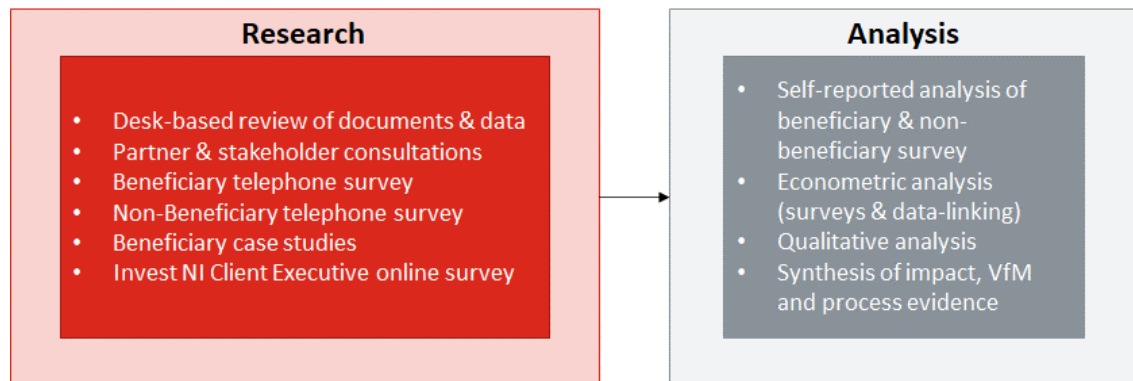 Research
• Desk-based review of documents & data
• Partner & stakeholder consultations
• Beneficiary telephone survey
• Non-Beneficiary telephone survey
• Beneficiary case studies
• Invest NI Client Executive online survey
Analysis
• Self-reported analysis of
beneficiary & non-
beneficiary survey
• Econometric analysis
(surveys & data-linking)
• Qualitative analysis
• Synthesis of impact, VfM
and process evidence